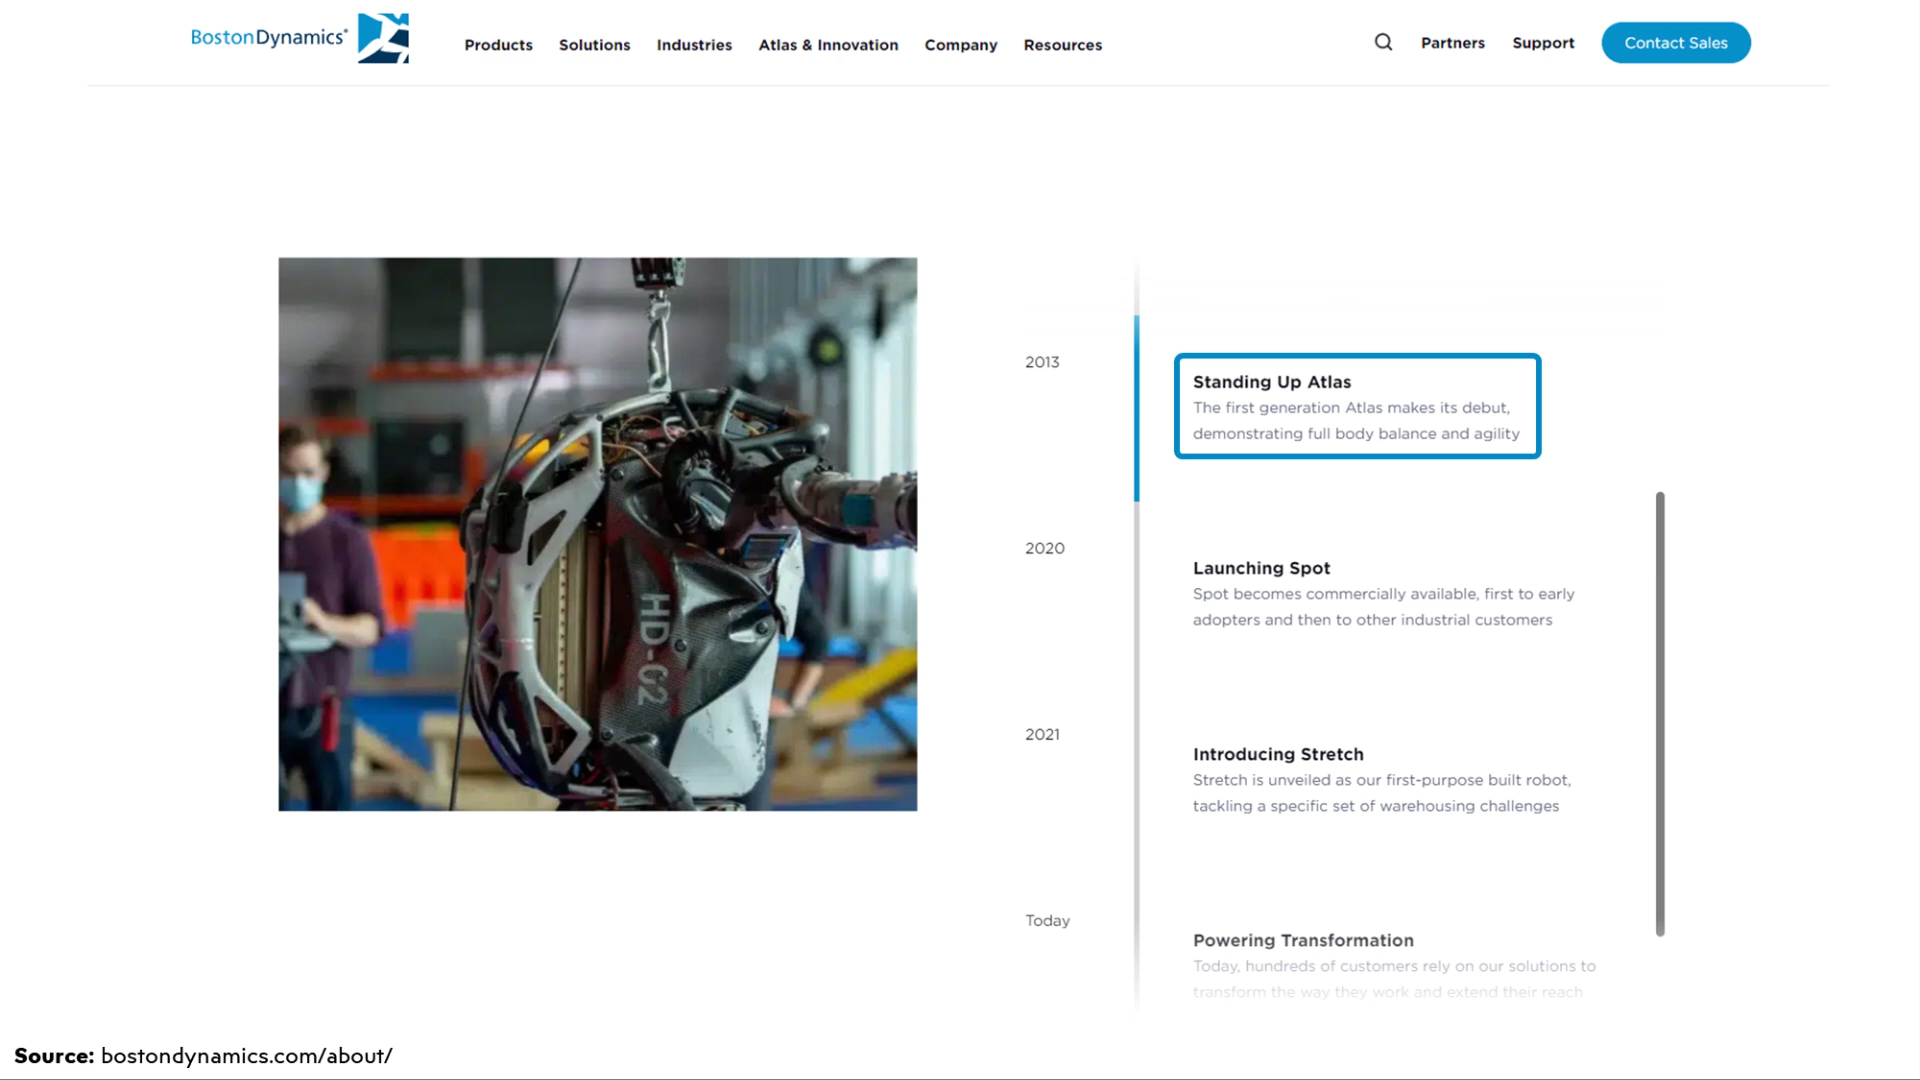 BostonDynamics®
Products Solutions Industries Atlas & Innovation Company Resources
Partners Support Contact Sales
HD-G2
2013
Standing Up Atlas
The first generation Atlas makes its debut,
demonstrating full body balance and agility
2020
Launching Spot
Spot becomes commercially available, first to early
adopters and then to other industrial customers
2021
Introducing Stretch
Stretch is unveiled as our first-purpose built robot,
tackling a specific set of warehousing challenges
Today
Powering Transformation
Today, hundreds of customers rely on our solutions to
transform the way they work and extend their reach
Source: bostondynamics.com/about/